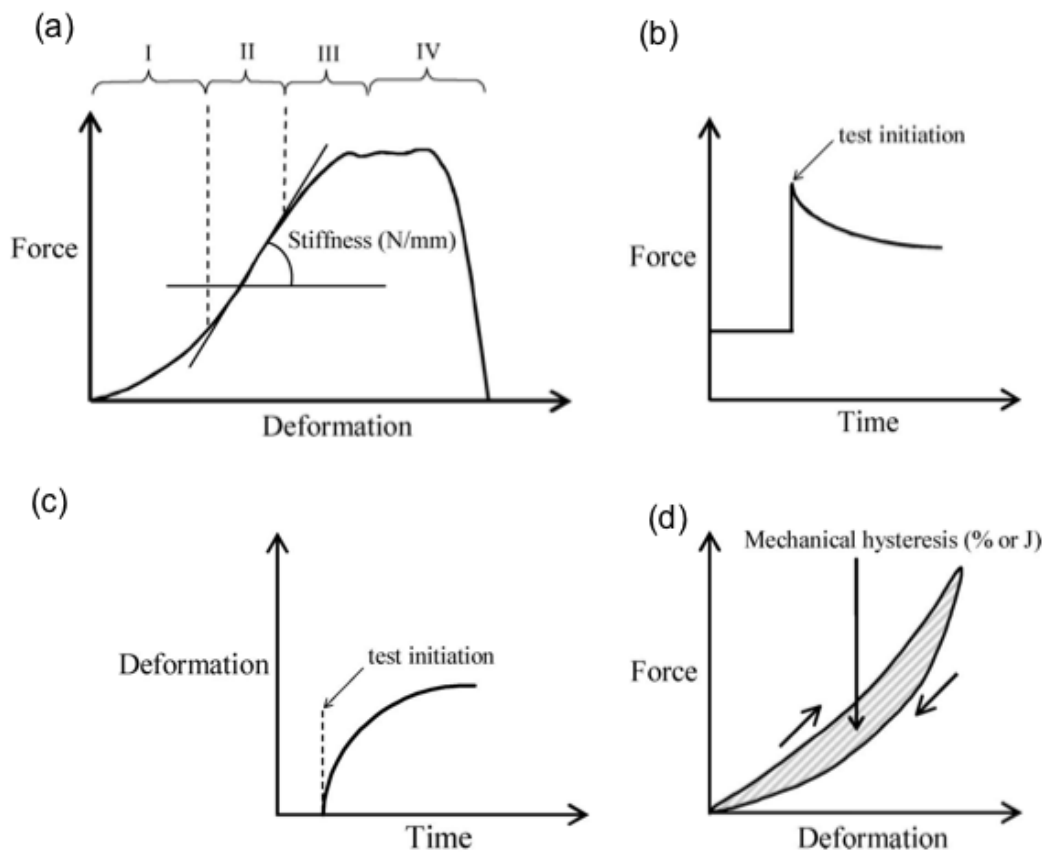 (a)
I II III IV
Force
Stiffness (N/mm)
Deformation
(b)
test initiation
Force
Time
(c)
Deformation
test initiation
Time
(d)
Mechanical hysteresis (% or J)
Force
Deformation